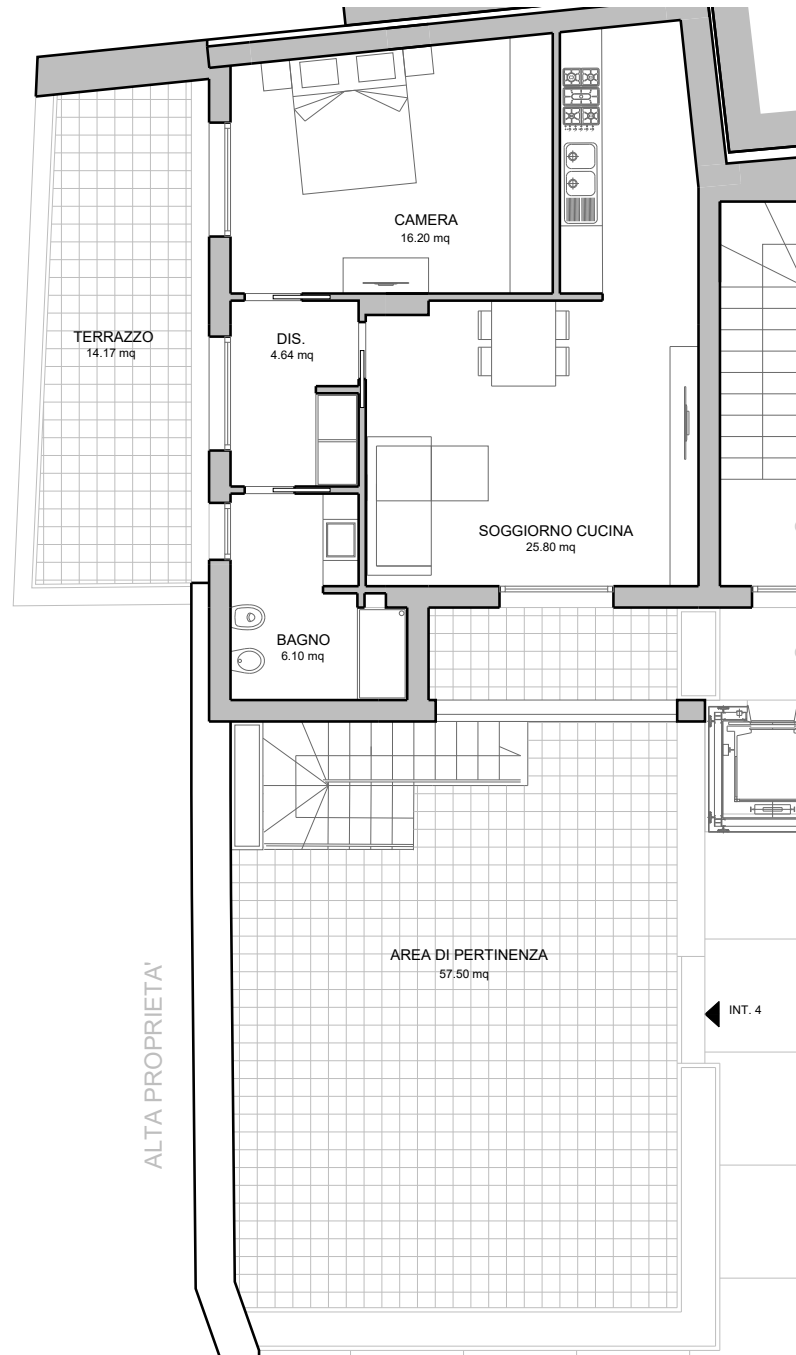 CAMERA
16.20 mq
TERRAZZO
14.17 mq
DIS.
4.64 mq
SOGGIORNO CUCINA
25.80 mq
BAGNO
6.10 mq
AREA DI PERTINENZA
57.50 mq
INT. 4
ALTA PROPRIETA'